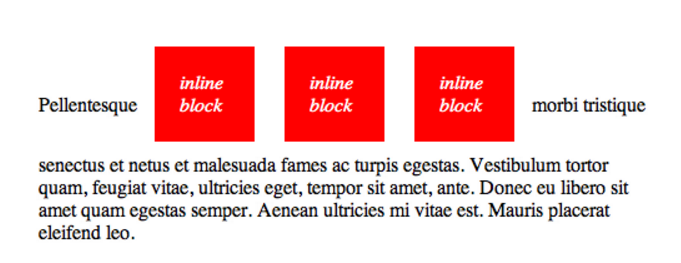 Pellentesque inline block inline block inline block morbi tristique
senectus et netus et malesuada fames ac turpis egestas. Vestibulum tortor
quam, feugiat vitae, ultricies eget, tempor sit amet, ante. Donec eu libero sit
amet quam egestas semper. Aenean ultricies mi vitae est. Mauris placerat
eleifend leo.